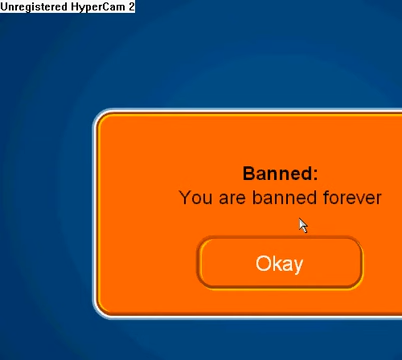 Unregistered HyperCam 2
Banned:
You are banned forever
Okay